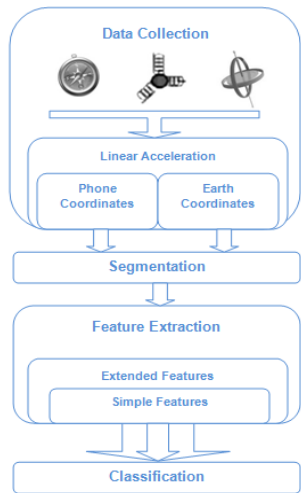 Data Collection
Linear Acceleration
Phone Earth
Coordinates Coordinates
Segmentation
Feature Extraction
Extended Features
Simple Features
Classification